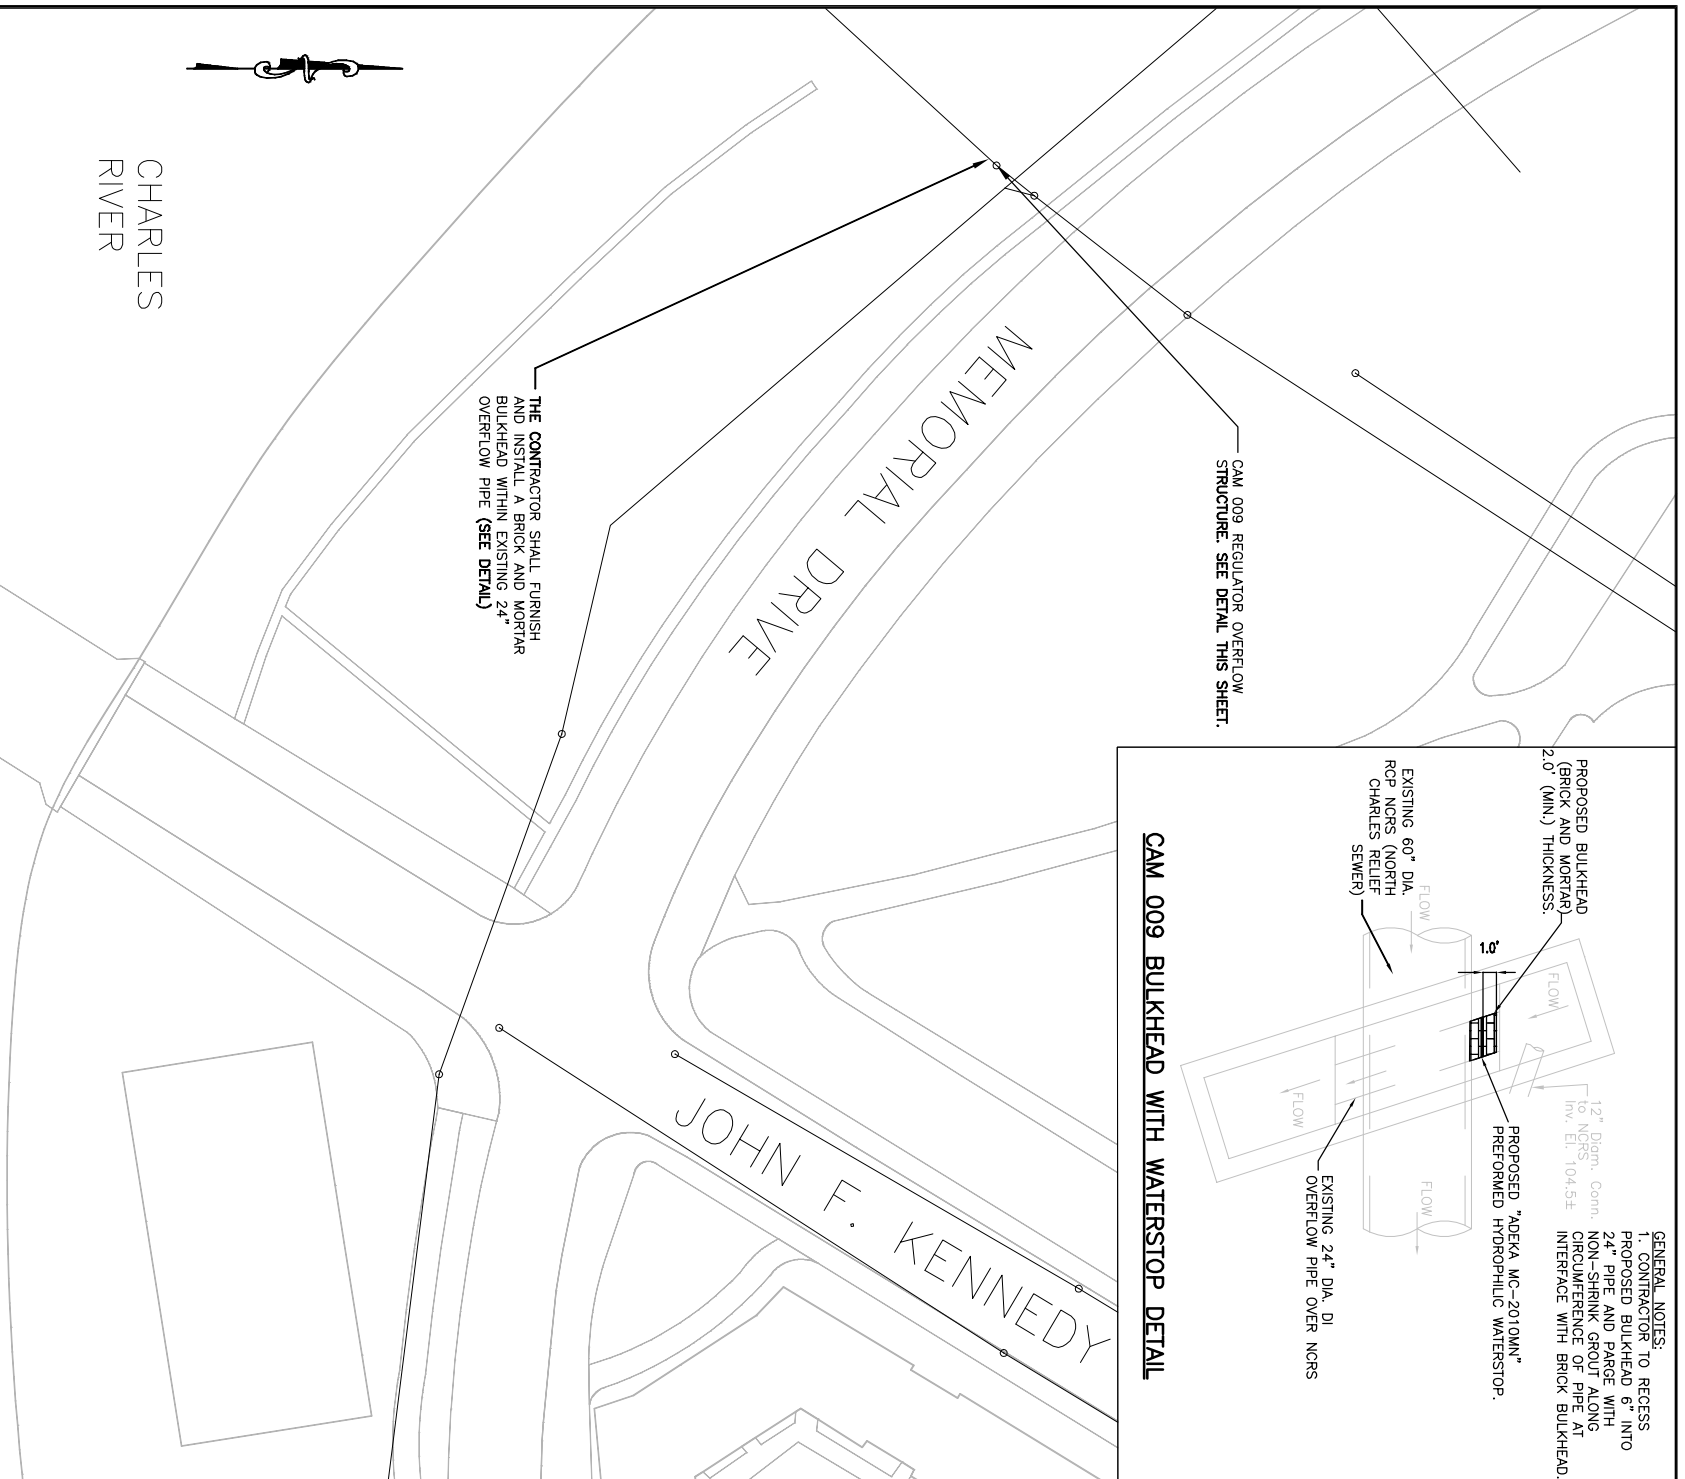 CHARLES
RIVER
MEMORIAL DRIVE
JOHN F. KENNEDY
THE CONTRACTOR SHALL FURNISH
AND INSTALL A BRICK AND MORTAR
BULKHEAD WITHIN EXISTING 24"
OVERFLOW PIPE (SEE DETAIL)
CAM 009 REGULATOR OVERFLOW
STRUCTURE. SEE DETAIL THIS SHEET.
GENERAL NOTES:
1. CONTRACTOR TO RECESS
PROPOSED BULKHEAD 6" INTO
24" PIPE AND PARGE WITH
NON-SHRINK GROUT ALONG
CIRCUMFERENCE OF PIPE AT
INTERFACE WITH BRICK BULKHEAD.
PROPOSED BULKHEAD
(BRICK AND MORTAR)
2.0' (MIN.) THICKNESS.
12" Diam. Conn.
to NCRS
Inv. El. 104.5±
PROPOSED "ADEKA MC-2010MN"
PREFORMED HYDROPHILIC WATERSTOP.
EXISTING 60" DIA.
RCP NCRS (NORTH
CHARLES RELIEF
SEWER)
FLOW
FLOW
FLOW
FLOW
1.0'
EXISTING 24" DIA. DI
OVERFLOW PIPE OVER NCRS
CAM 009 BULKHEAD WITH WATERSTOP DETAIL